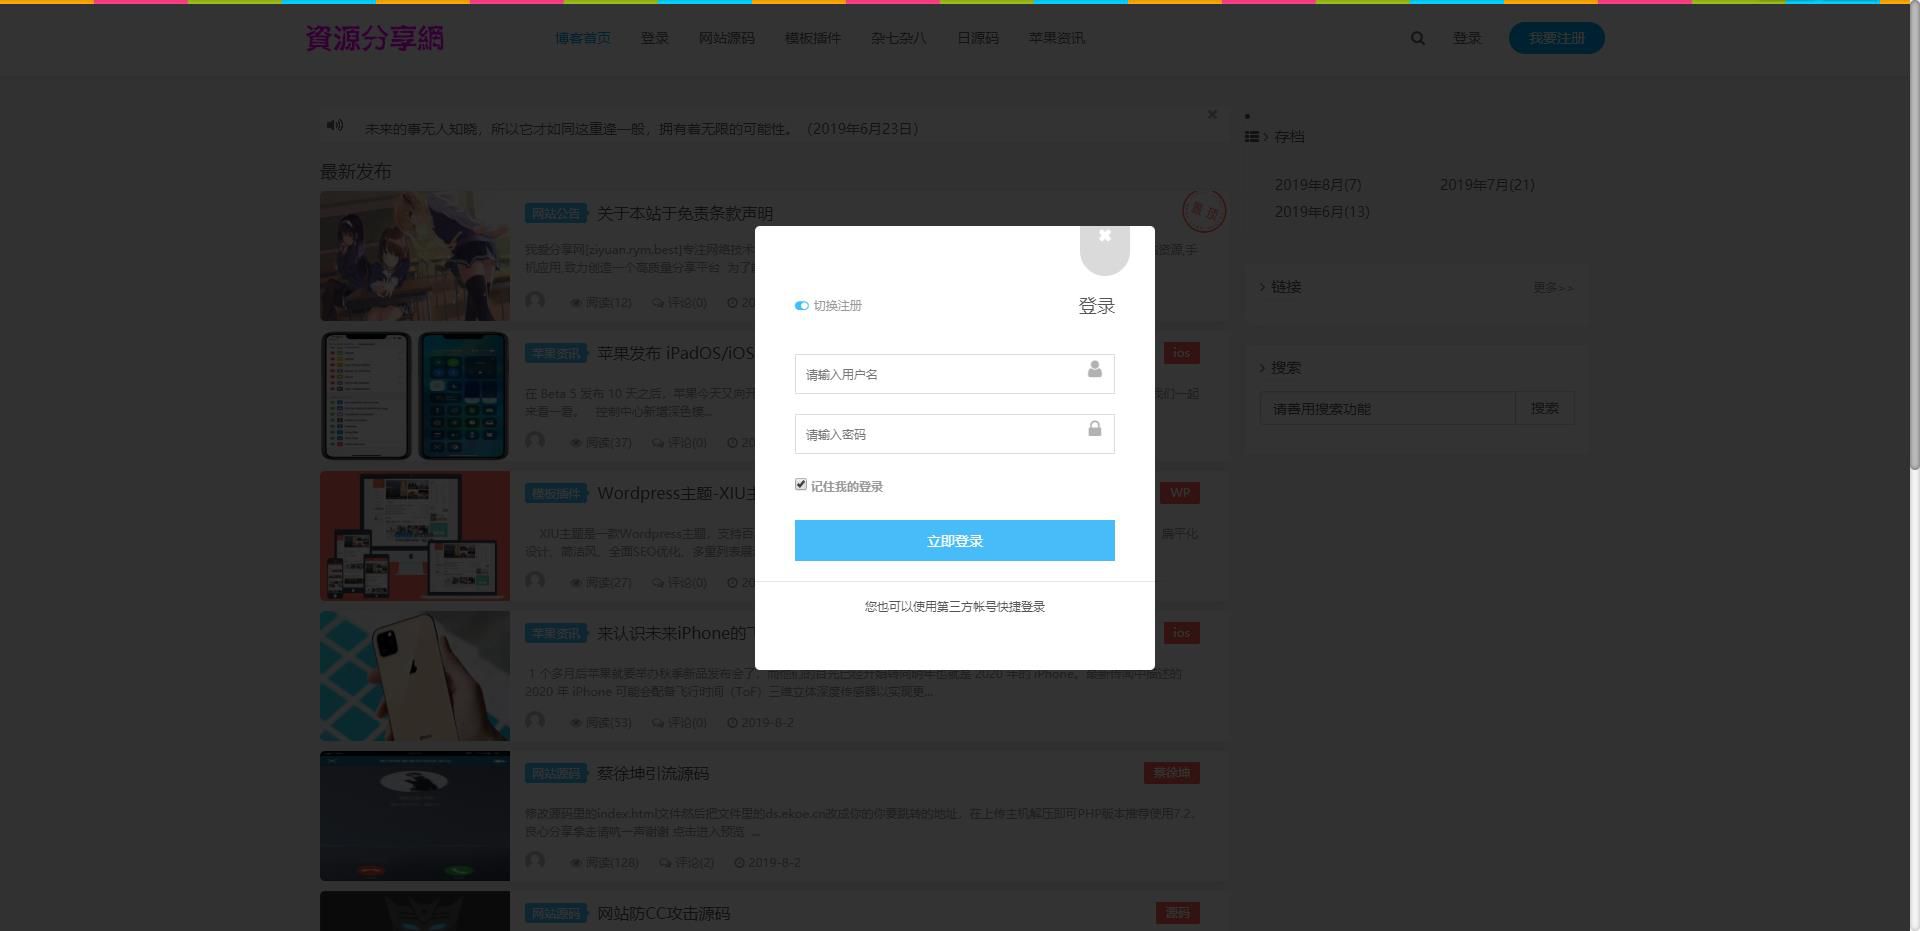 資源分享網
博客首页 登录 网站源码 模板插件 杂七杂八 日源码 苹果资讯
登录 我要注册
未来的事无人知晓，所以它才如同这重逢一般，拥有着无限的可能性。（2019年6月23日）
最新发布
网站公告 关于本站于免责条款声明
置顶
我爱分享网[ziyuan.rym.best]专注网络技术
资源,手
机应用,致力创造一个高质量分享平台 为了
阅读(12) 评论(0) 20
苹果资讯 苹果发布 iPadOS/iOS
ios
在 Beta 5 发布 10 天之后，苹果今天又向开
我们一起
来看一看。 控制中心新增深色模...
阅读(37) 评论(0) 20
模板插件 Wordpress主题-XIU主
WP
XIU主题是一款Wordpress主题，支持百
扁平化
设计、简洁风、全面SEO优化、多重列表展
阅读(27) 评论(0) 20
苹果资讯 来认识未来iPhone的
ios
1 个多月后苹果就要举办秋季新品发布会了，而他们的目光已经开始转向明年也就是 2020 年的 iPhone。最新传闻中描述的
2020 年 iPhone 可能会配备飞行时间（ToF）三维立体深度传感器以实现更...
阅读(53) 评论(0) 2019-8-2
网站源码 蔡徐坤引流源码
蔡徐坤
修改源码里的index.html文件然后把文件里的ds.ekoe.cn改成你的你要跳转的地址，在上传主机解压即可PHP版本推荐使用7.2，
良心分享拿走请吭一声谢谢 点击进入预览 ...
阅读(128) 评论(2) 2019-8-2
网站源码 网站防CC攻击源码
源码
存档
2019年8月(7) 2019年7月(21)
2019年6月(13)
链接 更多>>
搜索
请善用搜索功能 搜索
切换注册 登录
请输入用户名
请输入密码
记住我的登录
立即登录
您也可以使用第三方帐号快捷登录